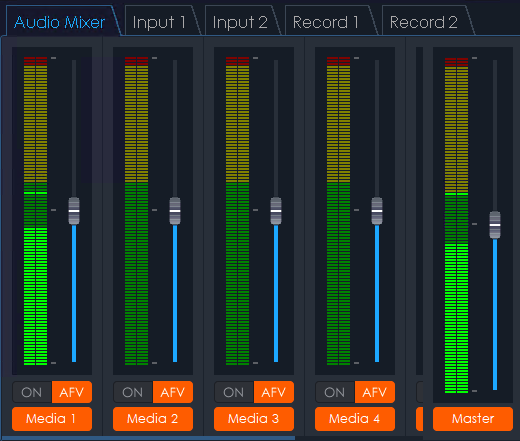 Audio Mixer Input 1 Input 2 Record 1 Record 2
ON AFV ON AFV ON AFV ON AFV
Media 1 Media 2 Media 3 Media 4 Master